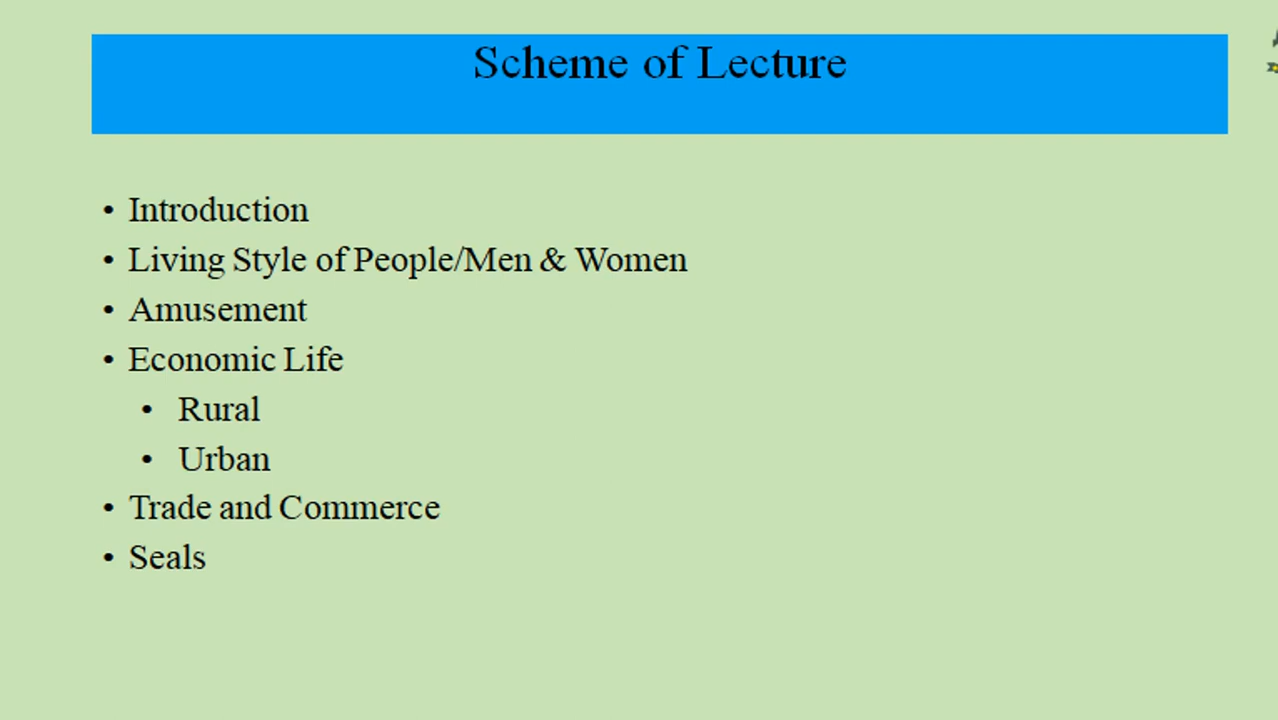 Scheme of Lecture
• Introduction
• Living Style of People/Men & Women
• Amusement
• Economic Life
• Rural
• Urban
• Trade and Commerce
• Seals